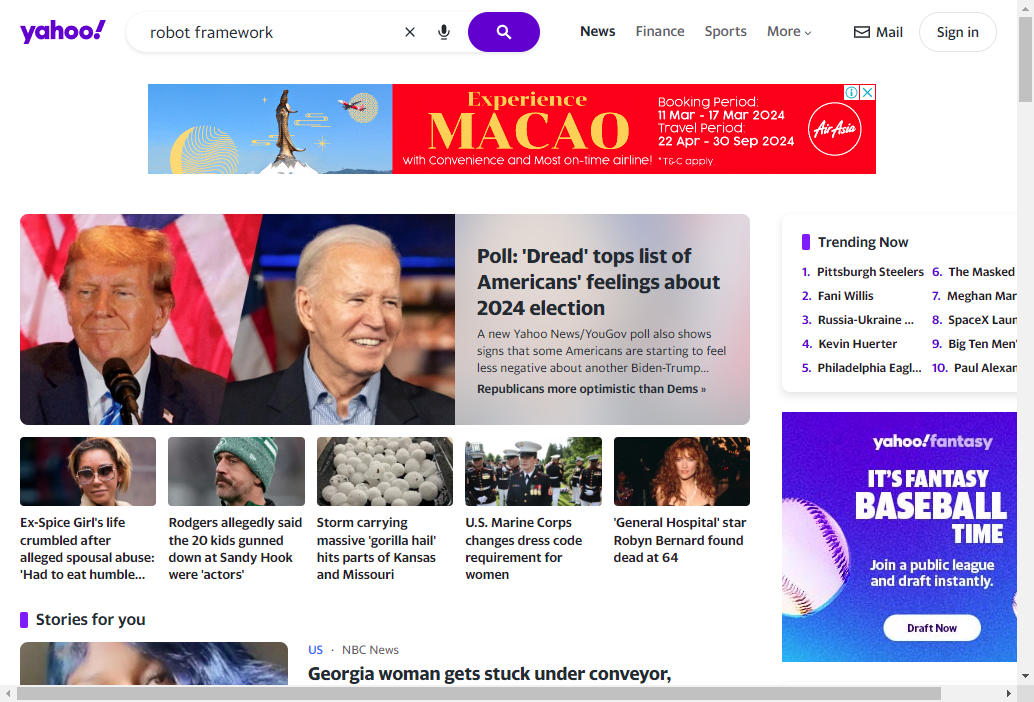 yahoo!
robot framework
News
Finance
Sports
More
Mail
Sign in
Experience
MACAO
with Convenience and Most on-time airline!
Booking Period:
11 Mar - 17 Mar 2024
Travel Period:
22 Apr - 30 Sep 2024
*T&C apply.
AirAsia
Poll: 'Dread' tops list of
Americans' feelings about
2024 election
A new Yahoo News/YouGov poll also shows
signs that some Americans are starting to feel
less negative about another Biden-Trump...
Republicans more optimistic than Dems »
Trending Now
1. Pittsburgh Steelers
2. Fani Willis
3. Russia-Ukraine ...
4. Kevin Huerter
5. Philadelphia Eagl...
6. The Masked
7. Meghan Mar
8. SpaceX Laun
9. Big Ten Men'
10. Paul Alexan
Ex-Spice Girl's life
crumbled after
alleged spousal abuse:
'Had to eat humble...
Rodgers allegedly said
the 20 kids gunned
down at Sandy Hook
were 'actors'
Storm carrying
massive 'gorilla hail'
hits parts of Kansas
and Missouri
U.S. Marine Corps
changes dress code
requirement for
women
'General Hospital' star
Robyn Bernard found
dead at 64
yahoo!fantasy
IT'S FANTASY
BASEBALL
TIME
Join a public league
and draft instantly.
Draft Now
Stories for you
US · NBC News
Georgia woman gets stuck under conveyor,